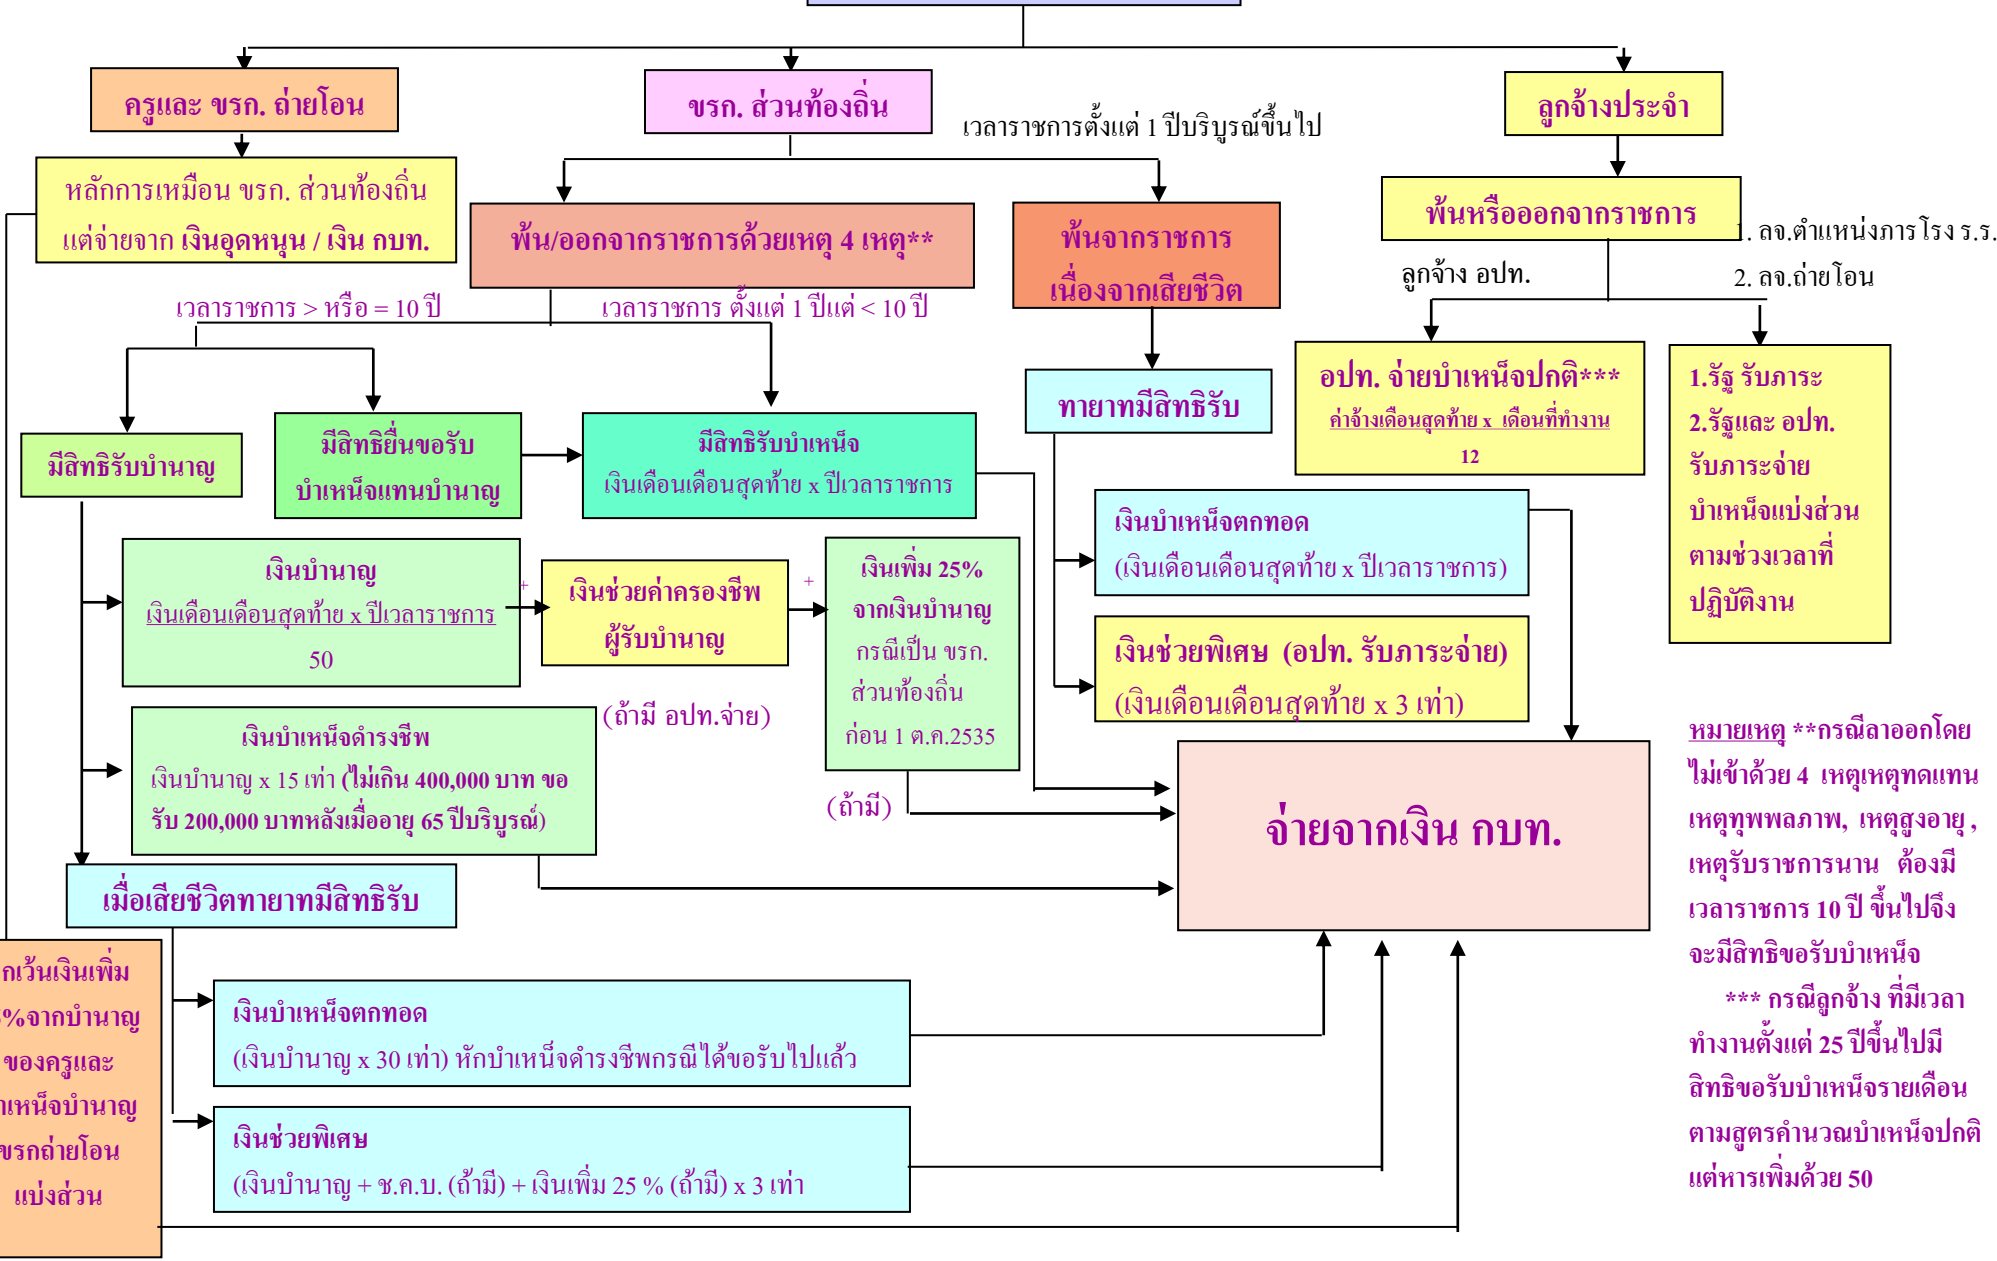 ครูและ ขรก. ถ่ายโอน
ขรก. ส่วนท้องถิ่น
ลูกจ้างประจำ
เวลาราชการตั้งแต่ 1 ปีบริบูรณ์ขึ้นไป
หลักการเหมือน ขรก. ส่วนท้องถิ่น
แต่จ่ายจาก เงินอุดหนุน / เงิน กบท.
พ้น/ออกจากราชการด้วยเหตุ 4 เหตุ**
พ้นจากราชการ
เนื่องจากเสียชีวิต
พ้นหรือออกจากราชการ
1. ลจ.ตำแหน่งภารโรง ร.ร.
2. ลจ.ถ่ายโอน
ลูกจ้าง อปท.
เวลาราชการ > หรือ = 10 ปี
เวลาราชการ ตั้งแต่ 1 ปีแต่ < 10 ปี
มีสิทธิรับบำนาญ
มีสิทธิยื่นขอรับ
บำเหน็จแทนบำนาญ
มีสิทธิรับบำเหน็จ
เงินเดือนเดือนสุดท้าย x ปีเวลาราชการ
ทายาทมีสิทธิรับ
อปท. จ่ายบำเหน็จปกติ***
ค่าจ้างเดือนสุดท้าย x เดือนที่ทำงาน
12
1.รัฐ รับภาระ
2.รัฐและ อปท.
รับภาระจ่าย
บำเหน็จแบ่งส่วน
ตามช่วงเวลาที่
ปฏิบัติงาน
เงินบำนาญ
เงินเดือนเดือนสุดท้าย x ปีเวลาราชการ
50
+
เงินช่วยค่าครองชีพ
ผู้รับบำนาญ
(ถ้ามี อปท.จ่าย)
+
เงินเพิ่ม 25%
จากเงินบำนาญ
กรณีเป็น ขรก.
ส่วนท้องถิ่น
ก่อน 1 ต.ค.2535
(ถ้ามี)
เงินบำเหน็จตกทอด
(เงินเดือนเดือนสุดท้าย x ปีเวลาราชการ)
เงินช่วยพิเศษ (อปท. รับภาระจ่าย)
(เงินเดือนเดือนสุดท้าย x 3 เท่า)
เงินบำเหน็จดำรงชีพ
เงินบำนาญ x 15 เท่า (ไม่เกิน 400,000 บาท ขอ
รับ 200,000 บาทหลังเมื่ออายุ 65 ปีบริบูรณ์)
จ่ายจากเงิน กบท.
เมื่อเสียชีวิตทายาทมีสิทธิรับ
เงินบำเหน็จตกทอด
(เงินบำนาญ x 30 เท่า) หักบำเหน็จดำรงชีพกรณีได้ขอรับไปแล้ว
เงินช่วยพิเศษ
(เงินบำนาญ + ช.ค.บ. (ถ้ามี) + เงินเพิ่ม 25 % (ถ้ามี) x 3 เท่า
กเว้นเงินเพิ่ม
%จากบำนาญ
ของครูและ
าเหน็จบำนาญ
ขรกถ่ายโอน
แบ่งส่วน
หมายเหตุ **กรณีลาออกโดย
ไม่เข้าด้วย 4 เหตุเหตุทดแทน
เหตุทุพพลภาพ, เหตุสูงอายุ ,
เหตุรับราชการนาน ต้องมี
เวลาราชการ 10 ปี ขึ้นไปจึง
จะมีสิทธิขอรับบำเหน็จ
*** กรณีลูกจ้าง ที่มีเวลา
ทำงานตั้งแต่ 25 ปีขึ้นไปมี
สิทธิขอรับบำเหน็จรายเดือน
ตามสูตรคำนวณบำเหน็จปกติ
แต่หารเพิ่มด้วย 50